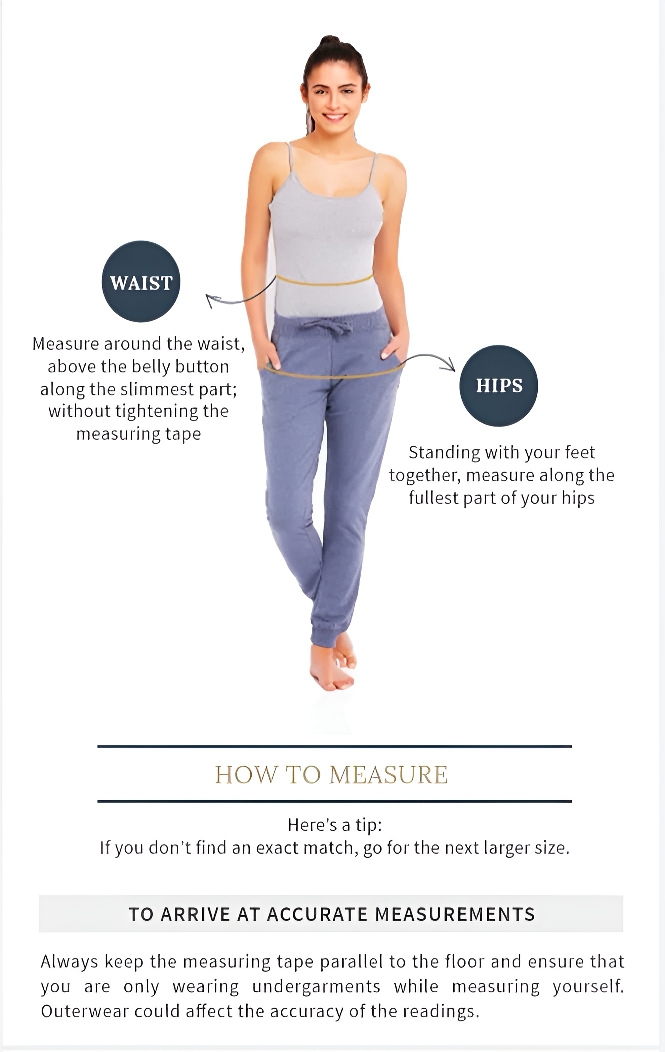 WAIST
Measure around the waist,
above the belly button
along the slimmest part;
without tightening the
measuring tape
HIPS
Standing with your feet
together, measure along the
fullest part of your hips
HOW TO MEASURE
Here's a tip:
If you don't find an exact match, go for the next larger size.
TO ARRIVE AT ACCURATE MEASUREMENTS
Always keep the measuring tape parallel to the floor and ensure that
you are only wearing undergarments while measuring yourself.
Outerwear could affect the accuracy of the readings.